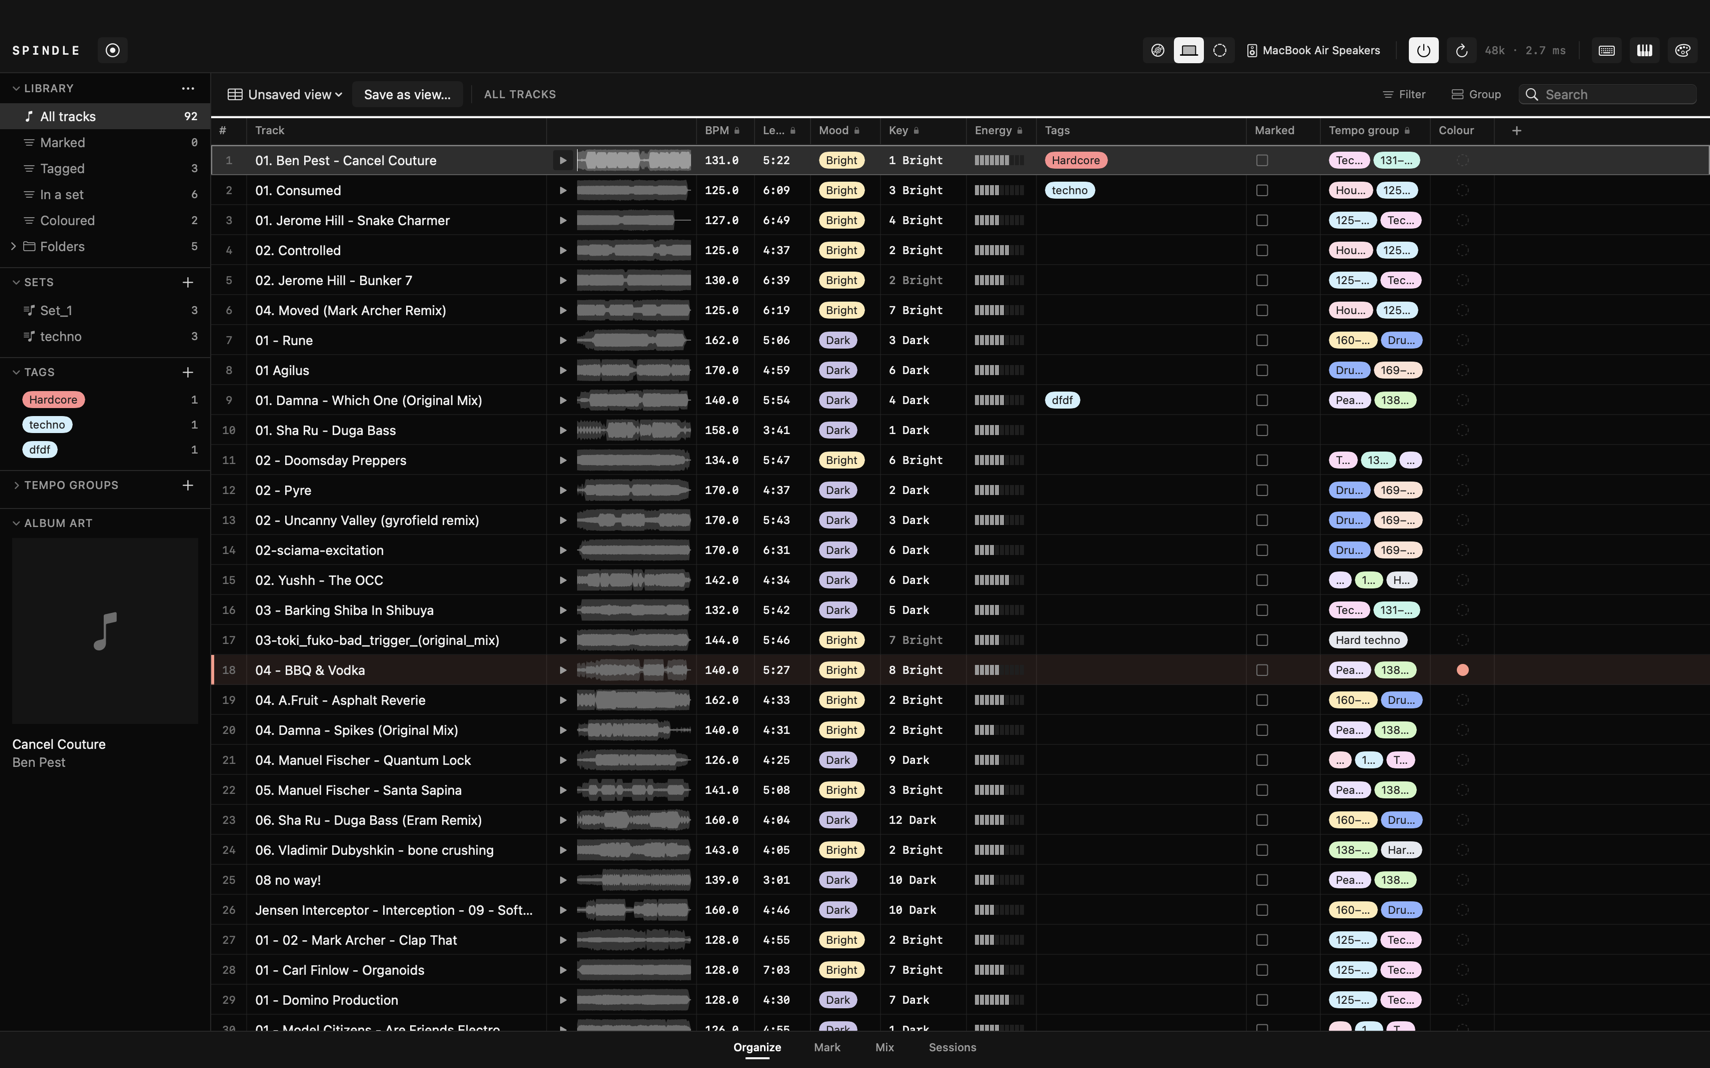 SPINDLE
MacBook Air Speakers
48k · 2.7 ms
LIBRARY
All tracks 92
Marked 0
Tagged 3
In a set 6
Coloured 2
Folders 5
SETS
Set_1 3
techno 3
TAGS
Hardcore 1
techno 1
dfdf 1
TEMPO GROUPS
ALBUM ART
Cancel Couture
Ben Pest
Unsaved view Save as view... ALL TRACKS Filter Group Search
# Track BPM Le... Mood Key Energy Tags Marked Tempo group Colour
1 01. Ben Pest - Cancel Couture 131.0 5:22 Bright 1 Bright Hardcore Tec... 131–...
2 01. Consumed 125.0 6:09 Bright 3 Bright techno Hou... 125...
3 01. Jerome Hill - Snake Charmer 127.0 6:49 Bright 4 Bright 125–... Tec...
4 02. Controlled 125.0 4:37 Bright 2 Bright Hou... 125...
5 02. Jerome Hill - Bunker 7 130.0 6:39 Bright 2 Bright 125–... Tec...
6 04. Moved (Mark Archer Remix) 125.0 6:19 Bright 7 Bright Hou... 125...
7 01 - Rune 162.0 5:06 Dark 3 Dark 160–... Dru...
8 01 Agilus 170.0 4:59 Dark 6 Dark Dru... 169–...
9 01. Damna - Which One (Original Mix) 140.0 5:54 Dark 4 Dark dfdf Pea... 138...
10 01. Sha Ru - Duga Bass 158.0 3:41 Dark 1 Dark
11 02 - Doomsday Preppers 134.0 5:47 Bright 6 Bright T... 13... ...
12 02 - Pyre 170.0 4:37 Dark 2 Dark Dru... 169–...
13 02 - Uncanny Valley (gyrofield remix) 170.0 5:43 Dark 3 Dark Dru... 169–...
14 02-sciama-excitation 170.0 6:31 Dark 6 Dark Dru... 169–...
15 02. Yushh - The OCC 142.0 4:34 Dark 6 Dark ... 1... H...
16 03 - Barking Shiba In Shibuya 132.0 5:42 Dark 5 Dark Tec... 131–...
17 03-toki_fuko-bad_trigger_(original_mix) 144.0 5:46 Bright 7 Bright Hard techno
18 04 - BBQ & Vodka 140.0 5:27 Bright 8 Bright Pea... 138...
19 04. A.Fruit - Asphalt Reverie 162.0 4:33 Bright 2 Bright 160–... Dru...
20 04. Damna - Spikes (Original Mix) 140.0 4:31 Bright 2 Bright Pea... 138...
21 04. Manuel Fischer - Quantum Lock 126.0 4:25 Dark 9 Dark ... 1... T...
22 05. Manuel Fischer - Santa Sapina 141.0 5:08 Bright 3 Bright Pea... 138...
23 06. Sha Ru - Duga Bass (Eram Remix) 160.0 4:04 Dark 12 Dark 160–... Dru...
24 06. Vladimir Dubyshkin - bone crushing 143.0 4:05 Bright 2 Bright 138–... Har...
25 08 no way! 139.0 3:01 Dark 10 Dark Pea... 138...
26 Jensen Interceptor - Interception - 09 - Soft... 160.0 4:46 Dark 10 Dark 160–... Dru...
27 01 - 02 - Mark Archer - Clap That 128.0 4:55 Bright 2 Bright 125–... Tec...
28 01 - Carl Finlow - Organoids 128.0 7:03 Bright 7 Bright 125–... Tec...
29 01 - Domino Production 128.0 4:30 Dark 7 Dark 125–... Tec...
30 01 - Model Citizens - Are Friends Electro 126.0 4:55 Dark 1 Dark ... 1... T...
Organize Mark Mix Sessions